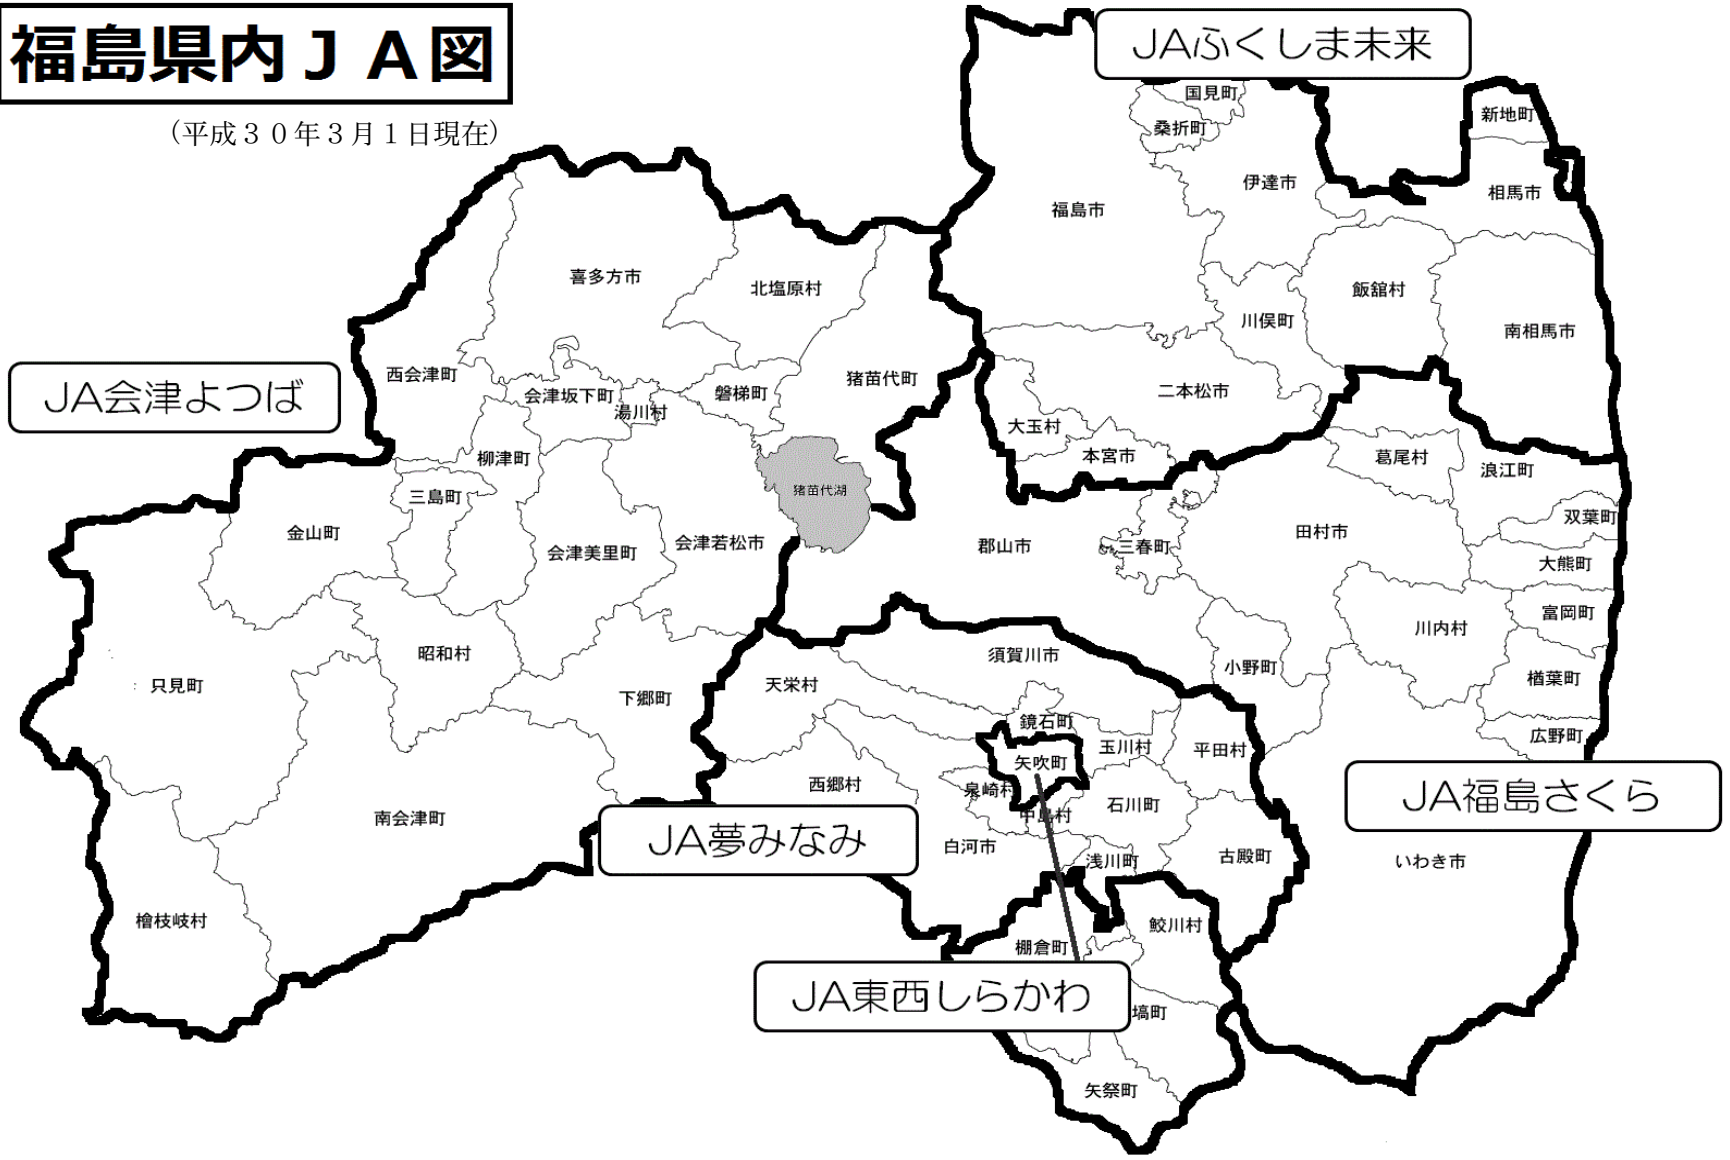 福島県内ＪＡ図
（平成３０年３月１日現在）
JAふくしま未来
国見町
桑折町
新地町
伊達市
相馬市
福島市
喜多方市
北塩原村
飯舘村
川俣町
南相馬市
西会津町
会津坂下町
湯川村
磐梯町
猪苗代町
二本松市
JA会津よつば
大玉村
本宮市
柳津町
葛尾村
浪江町
三島町
猪苗代湖
金山町
会津美里町
会津若松市
郡山市
三春町
田村市
双葉町
大熊町
富岡町
川内村
昭和村
須賀川市
小野町
只見町
下郷町
天栄村
楢葉町
鏡石町
広野町
玉川村
平田村
矢吹町
西郷村
泉崎村
石川町
JA福島さくら
南会津町
中島村
JA夢みなみ
白河市
浅川町
古殿町
いわき市
檜枝岐村
鮫川村
棚倉町
JA東西しらかわ
塙町
矢祭町